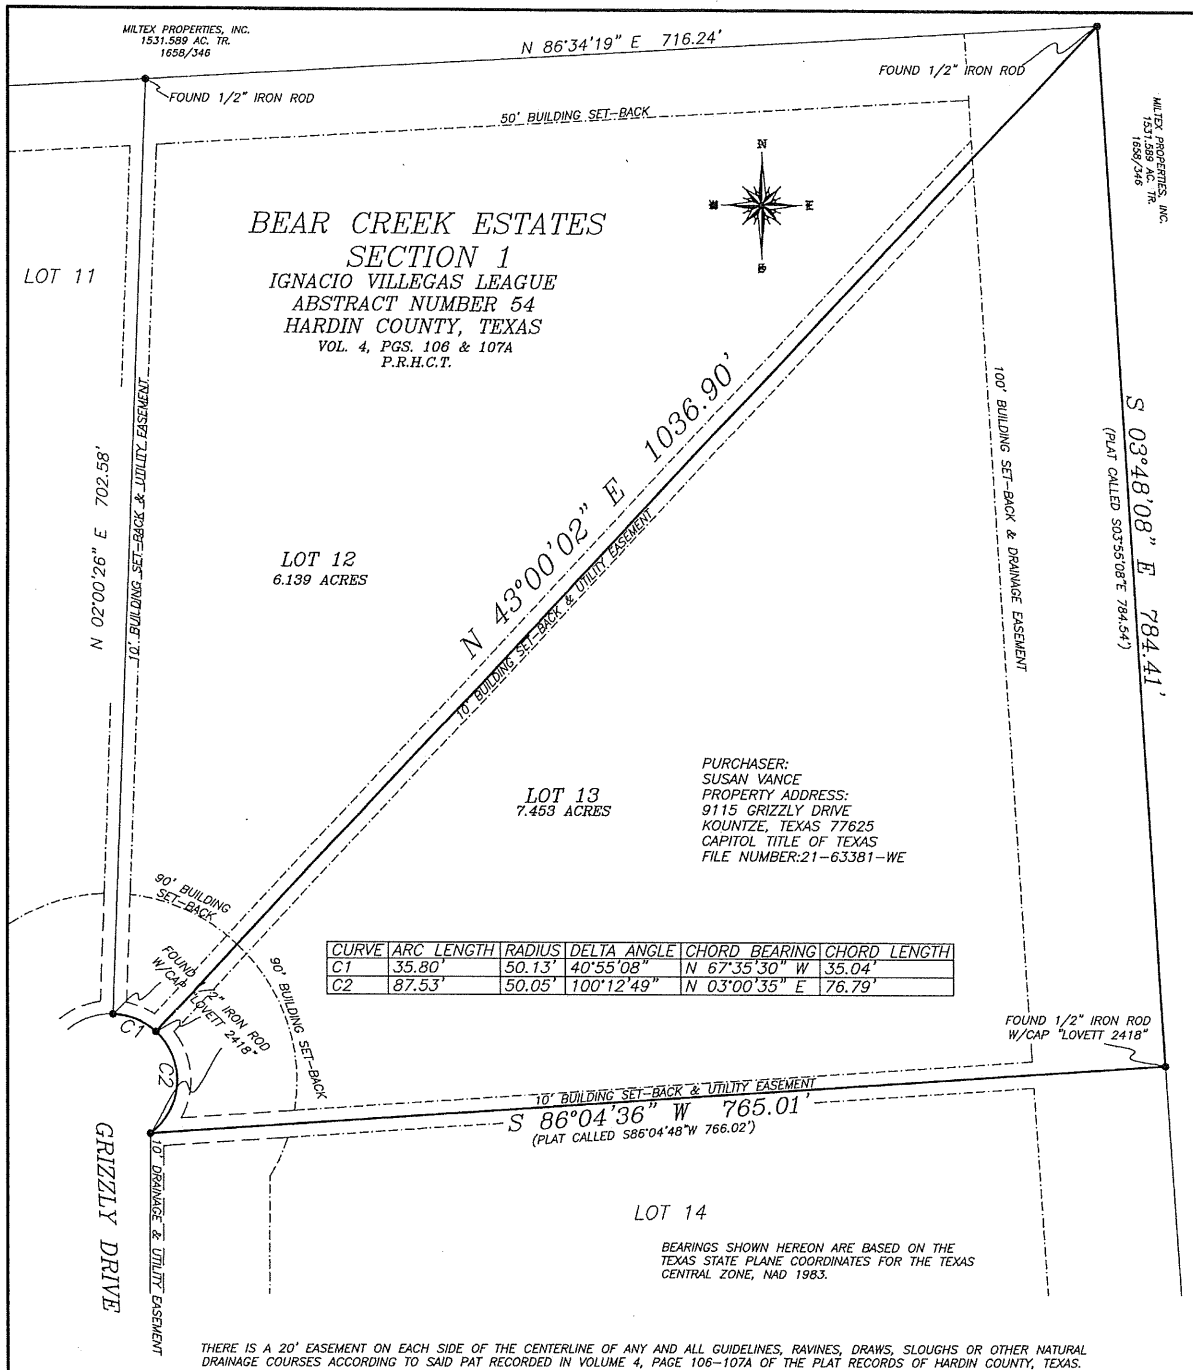 MILTEX PROPERTIES, INC.
1531.589 AC. TR.
1658/346
N 86°34'19" E 716.24'
FOUND 1/2" IRON ROD
FOUND 1/2" IRON ROD
50' BUILDING SET-BACK
MILTEX PROPERTIES, INC.
1531.589 AC. TR.
1658/346
N
E
S
BEAR CREEK ESTATES
SECTION 1
IGNACIO VILLEGAS LEAGUE
ABSTRACT NUMBER 54
HARDIN COUNTY, TEXAS
VOL. 4, PGS. 106 & 107A
P.R.H.C.T.
LOT 11
N 02°00'26" E 702.58'
10' BUILDING SET-BACK & UTILITY EASEMENT
LOT 12
6.139 ACRES
N 43°00'02" E 1036.90'
10' BUILDING SET-BACK & UTILITY EASEMENT
100' BUILDING SET-BACK & DRAINAGE EASEMENT
S 03°48'08" E 784.41'
(PLAT CALLED S03°55'08"E 784.54')
LOT 13
7.453 ACRES
PURCHASER:
SUSAN VANCE
PROPERTY ADDRESS:
9115 GRIZZLY DRIVE
KOUNTZE, TEXAS 77625
CAPITOL TITLE OF TEXAS
FILE NUMBER:21-63381-WE
90' BUILDING
SET-BACK
90' BUILDING SET-BACK
CURVE ARC LENGTH RADIUS DELTA ANGLE CHORD BEARING CHORD LENGTH
C1 35.80' 50.13' 40°55'08" N 67°35'30" W 35.04'
C2 87.53' 50.05' 100°12'49" N 03°00'35" E 76.79'
FOUND 1/2" IRON ROD
W/CAP "LOVETT 2418"
C1
C2
FOUND 1/2" IRON ROD
W/CAP "LOVETT 2418"
10' BUILDING SET-BACK & UTILITY EASEMENT
S 86°04'36" W 765.01'
(PLAT CALLED S86°04'48"W 766.02')
GRIZZLY DRIVE
10' DRAINAGE & UTILITY EASEMENT
LOT 14
BEARINGS SHOWN HEREON ARE BASED ON THE
TEXAS STATE PLANE COORDINATES FOR THE TEXAS
CENTRAL ZONE, NAD 1983.
THERE IS A 20' EASEMENT ON EACH SIDE OF THE CENTERLINE OF ANY AND ALL GUIDELINES, RAVINES, DRAWS, SLOUGHS OR OTHER NATURAL
DRAINAGE COURSES ACCORDING TO SAID PAT RECORDED IN VOLUME 4, PAGE 106-107A OF THE PLAT RECORDS OF HARDIN COUNTY, TEXAS.